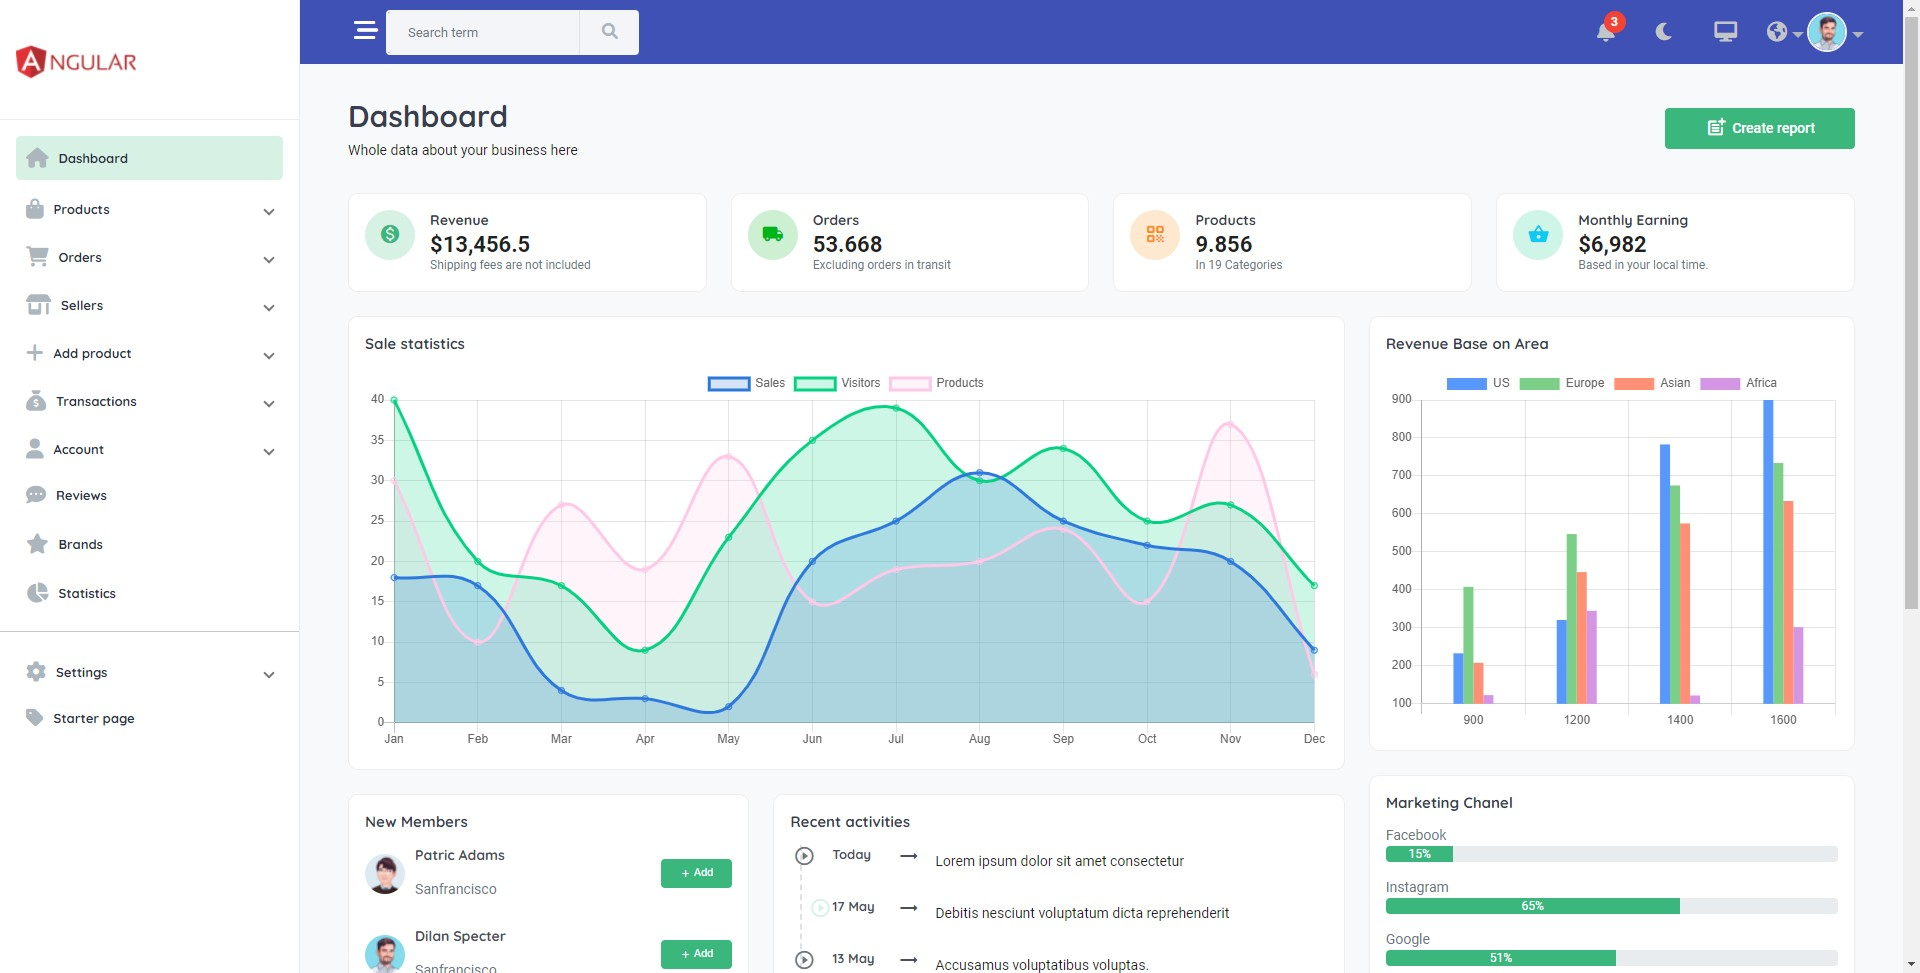 ANGULAR
Search term
3
Dashboard
Products
Orders
Sellers
Add product
Transactions
Account
Reviews
Brands
Statistics
Settings
Starter page
Dashboard
Whole data about your business here
Create report
Revenue
$13,456.5
Shipping fees are not included
Orders
53.668
Excluding orders in transit
Products
9.856
In 19 Categories
Monthly Earning
$6,982
Based in your local time.
Sale statistics
Sales Visitors Products
40
35
30
25
20
15
10
5
0
Jan Feb Mar Apr May Jun Jul Aug Sep Oct Nov Dec
Revenue Base on Area
US Europe Asian Africa
900
800
700
600
500
400
300
200
100
900 1200 1400 1600
New Members
Patric Adams
Sanfrancisco
+ Add
Dilan Specter
Sanfrancisco
+ Add
Recent activities
Today Lorem ipsum dolor sit amet consectetur
17 May Debitis nesciunt voluptatum dicta reprehenderit
13 May Accusamus voluptatibus voluptas.
Marketing Chanel
Facebook
15%
Instagram
65%
Google
51%